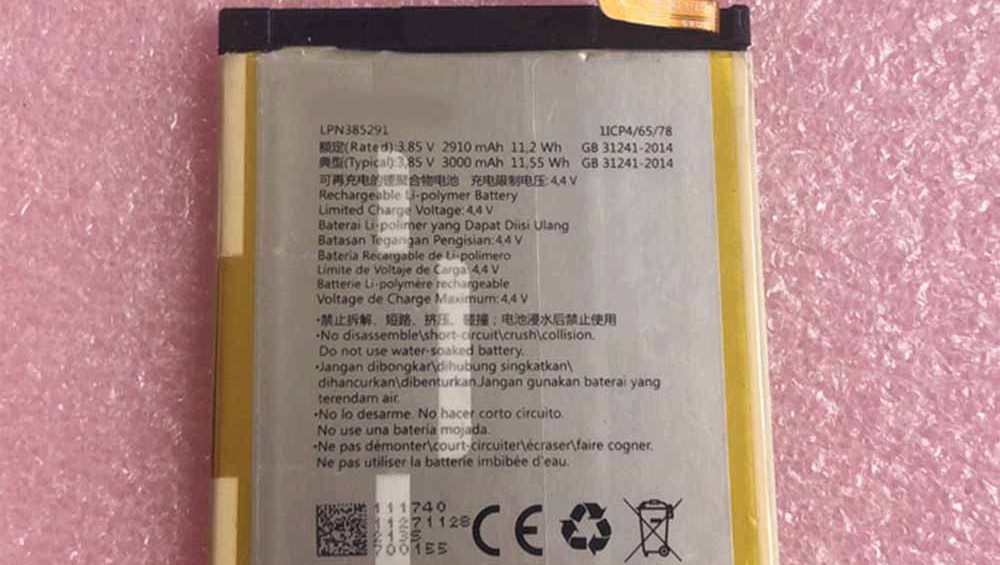 LPN385291 1ICP4/65/78
额定(Rated):3,85 V 2910 mAh 11,2 Wh GB 31241-2014
典型(Typical):3,85 V 3000 mAh 11,55 Wh GB 31241-2014
可再充电的锂聚合物电池 充电限制电压:4,4 V
Rechargeable Li-polymer Battery
Limited Charge Voltage:4,4 V
Baterai Li-polimer yang Dapat Diisi Ulang
Batasan Tegangan Pengisian:4.4 V
Bateria Recargable de Li-polimero
Limite de Voltaje de Carga:4,4 V
Batterie Li-polymère rechargeable
Voltage de Charge Maximum:4,4 V
·禁止拆解、短路、挤压、碰撞；电池浸水后禁止使用
·No disassemble\short-circuit\crush\collision.
Do not use water-soaked battery.
·Jangan dibongkar\dihubung singkatkan\
dihancurkan\dibenturkan.Jangan gunakan baterai yang
terendam air.
·No lo desarme. No hacer corto circuito.
No use una bateria mojada.
·Ne pas démonter\court-circuiter\écraser\faire cogner.
Ne pas utiliser la batterie imbibée d'eau.
111740
11271128
2135
700155
CE